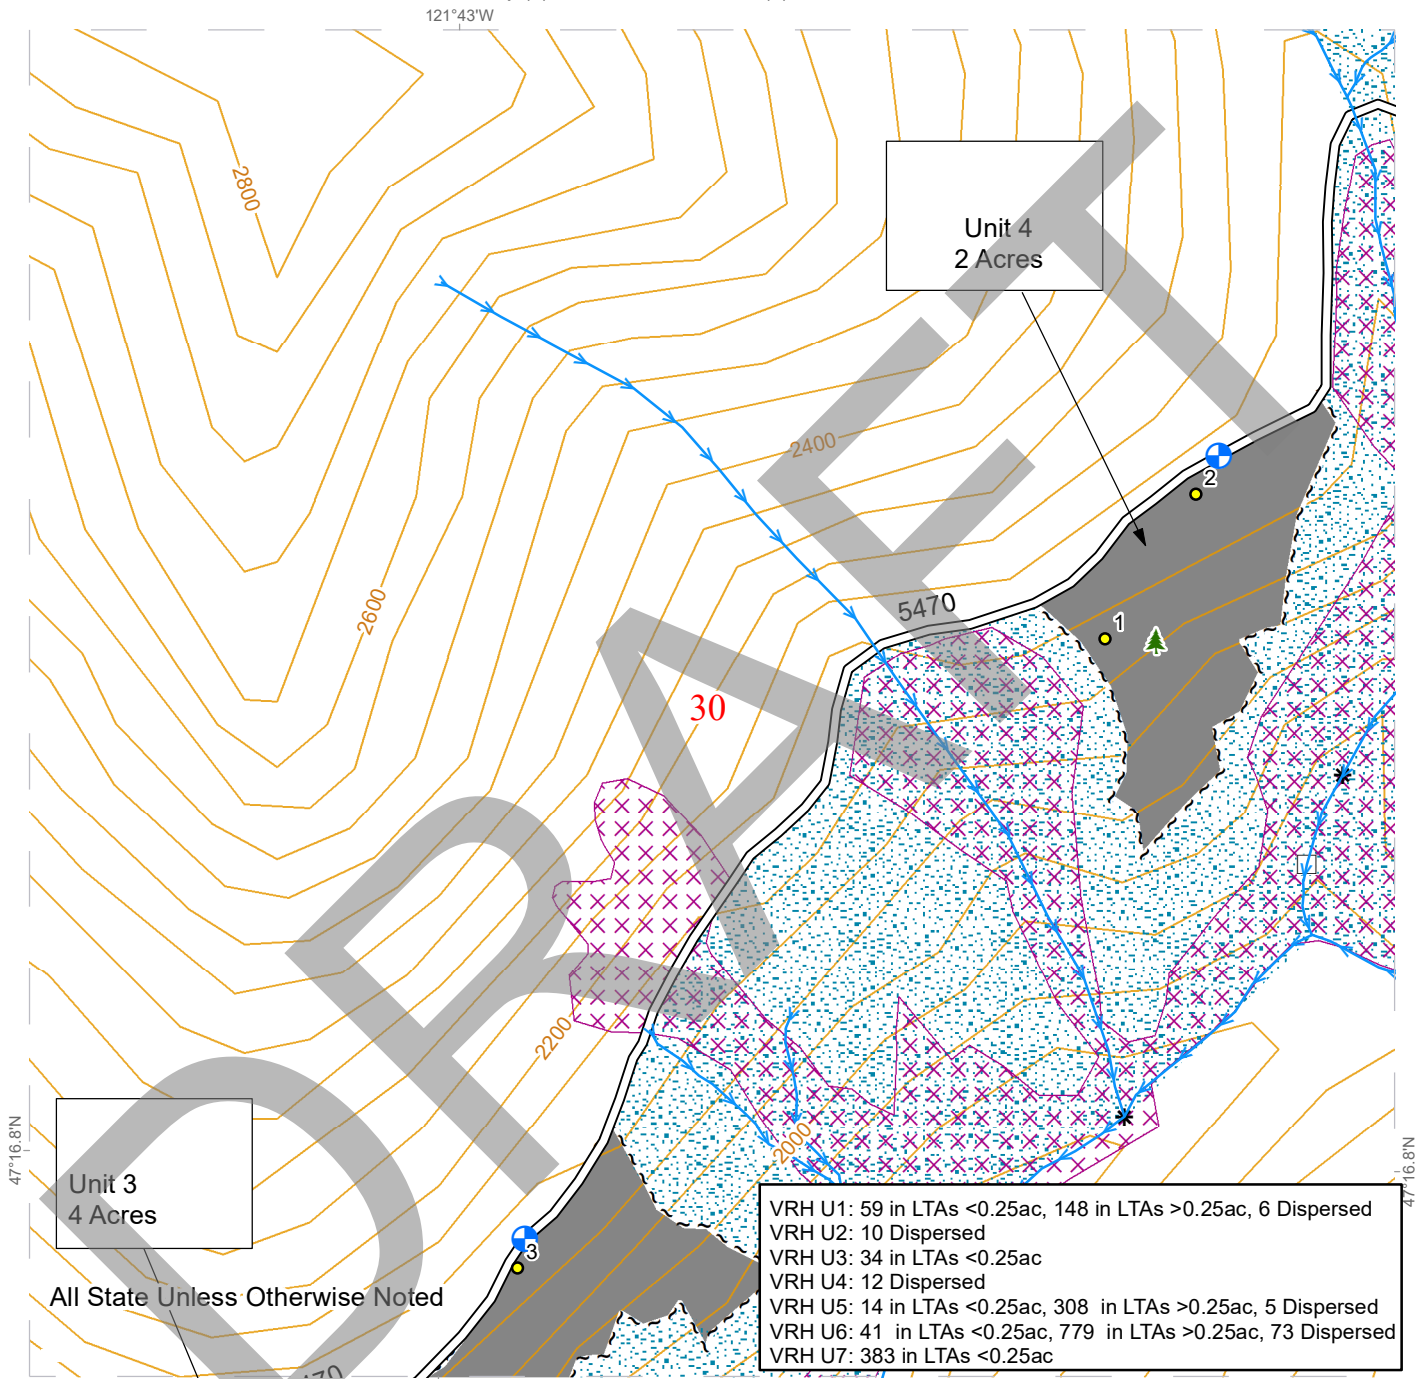 121°43'W
2800
Unit 4
2 Acres
2400
2
2600
5470
1
30
2200
2000
47°16.8'N
47°16.8'N
Unit 3
4 Acres
3
All State Unless Otherwise Noted
DRAFT
VRH U1: 59 in LTAs <0.25ac, 148 in LTAs >0.25ac, 6 Dispersed
VRH U2: 10 Dispersed
VRH U3: 34 in LTAs <0.25ac
VRH U4: 12 Dispersed
VRH U5: 14 in LTAs <0.25ac, 308 in LTAs >0.25ac, 5 Dispersed
VRH U6: 41 in LTAs <0.25ac, 779 in LTAs >0.25ac, 73 Dispersed
VRH U7: 383 in LTAs <0.25ac